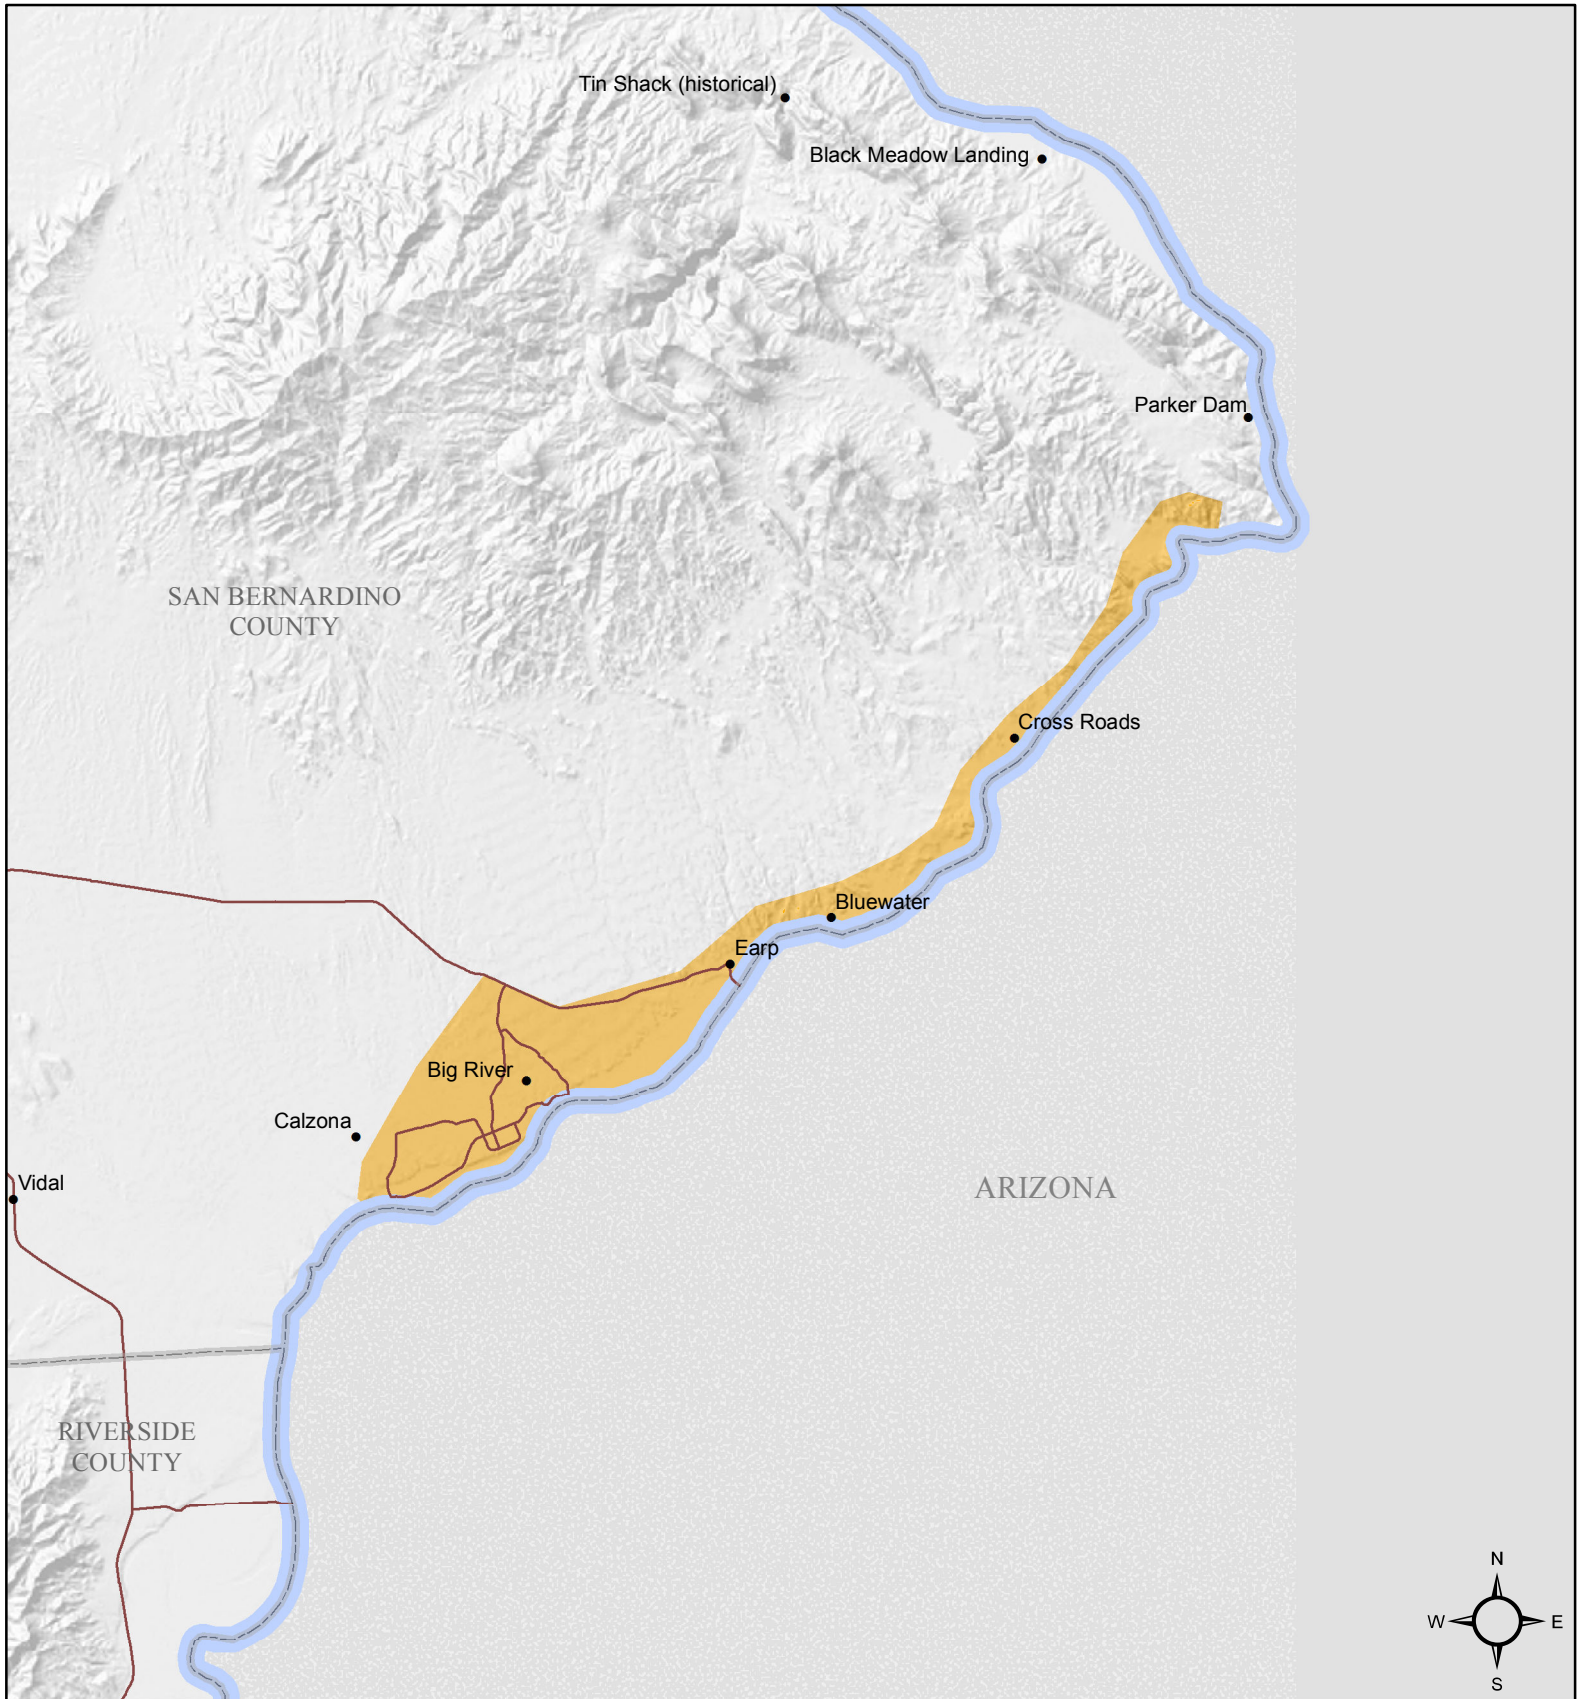 Tin Shack (historical)
Black Meadow Landing
Parker Dam
SAN BERNARDINO
COUNTY
Cross Roads
Bluewater
Earp
Big River
Calzona
Vidal
ARIZONA
RIVERSIDE
COUNTY
N
W E
S